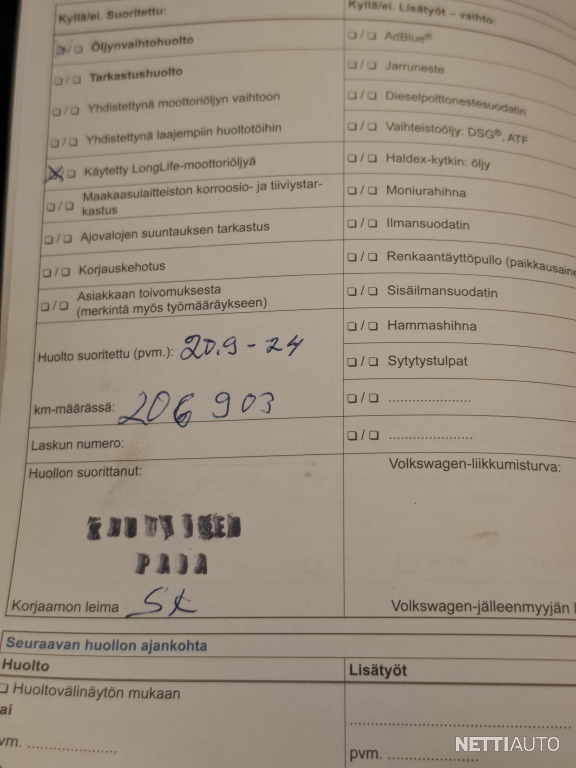 Kyllä/ei. Suoritettu:
❏/❏ Öljynvaihtohuolto
❏/❏ Tarkastushuolto
❏/❏ Yhdistettynä moottoriöljyn vaihtoon
❏/❏ Yhdistettynä laajempiin huoltotöihin
❏/❏ Käytetty LongLife-moottoriöljyä
❏/❏ Maakaasulaitteiston korroosio- ja tiiviystar-
kastus
❏/❏ Ajovalojen suuntauksen tarkastus
❏/❏ Korjauskehotus
❏/❏ Asiakkaan toivomuksesta
(merkintä myös työmääräykseen)
Huolto suoritettu (pvm.): 20.9-24
km-määrässä: 206 903
Laskun numero:
Huollon suorittanut:
PAJA
Korjaamon leima
Kyllä/ei. Lisätyöt – vaihto:
❏/❏ AdBlue®
❏/❏ Jarruneste
❏/❏ Dieselpolttonestesuodatin
❏/❏ Vaihteistoöljy: DSG®, ATF
❏/❏ Haldex-kytkin: öljy
❏/❏ Moniurahihna
❏/❏ Ilmansuodatin
❏/❏ Renkaantäyttöpullo (paikkausaine
❏/❏ Sisäilmansuodatin
❏/❏ Hammashihna
❏/❏ Sytytystulpat
❏/❏ .....................
❏/❏ .....................
Volkswagen-liikkumisturva:
Volkswagen-jälleenmyyjän
Seuraavan huollon ajankohta
Huolto
❏ Huoltovälinäytön mukaan
ai
vm. .......................
Lisätyöt
.......................................................
pvm. .......................
NETTIAUTO